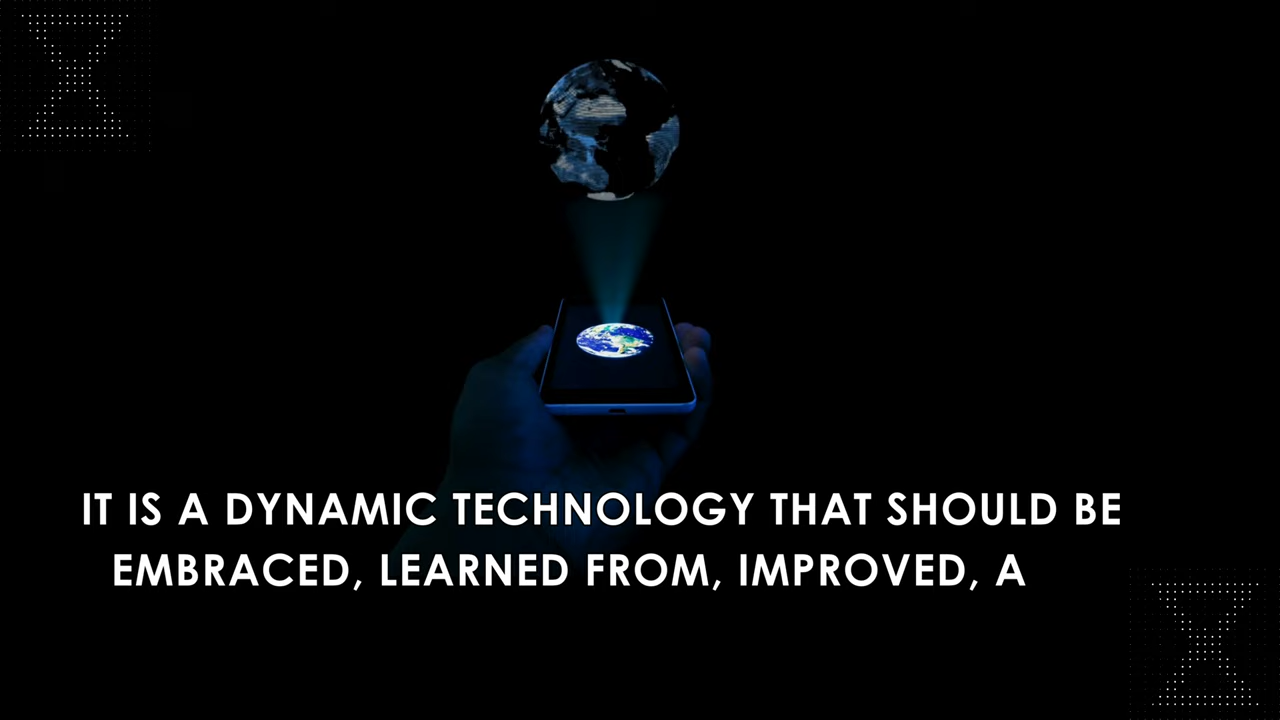 IT IS A DYNAMIC TECHNOLOGY THAT SHOULD BE
EMBRACED, LEARNED FROM, IMPROVED, A